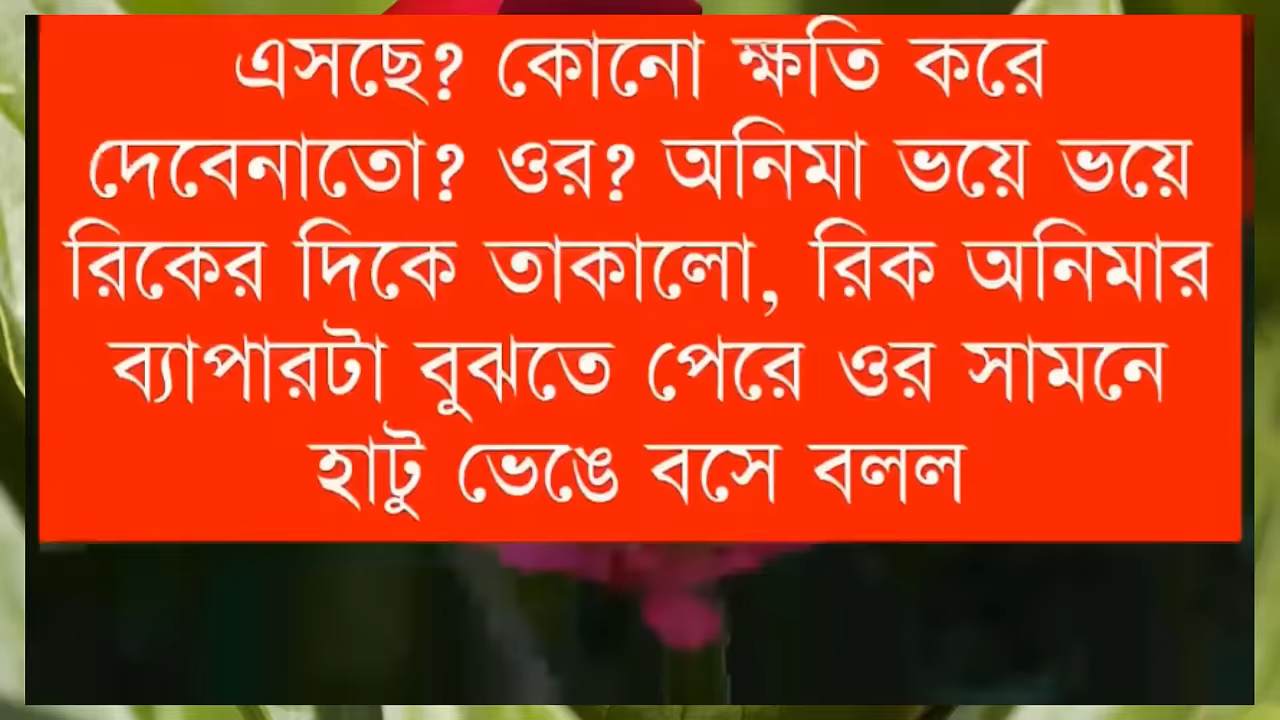 এসছে? কোনো ক্ষতি করে
দেবেনাতো? ওর? অনিমা ভয়ে ভয়ে
রিকের দিকে তাকালো, রিক অনিমার
ব্যাপারটা বুঝতে পেরে ওর সামনে
হাটু ভেঙে বসে বলল